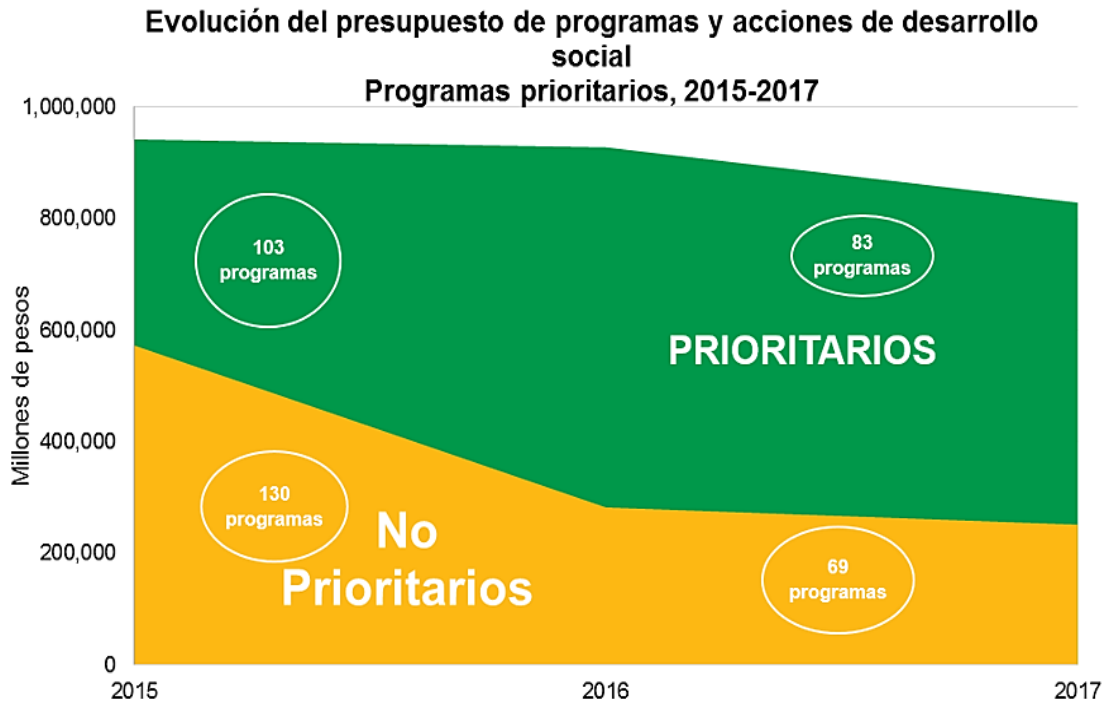 Evolución del presupuesto de programas y acciones de desarrollo
social
Programas prioritarios, 2015-2017
Millones de pesos
1,000,000
800,000
600,000
400,000
200,000
0
103
programas
83
programas
PRIORITARIOS
130
programas
No
Prioritarios
69
programas
2015
2016
2017